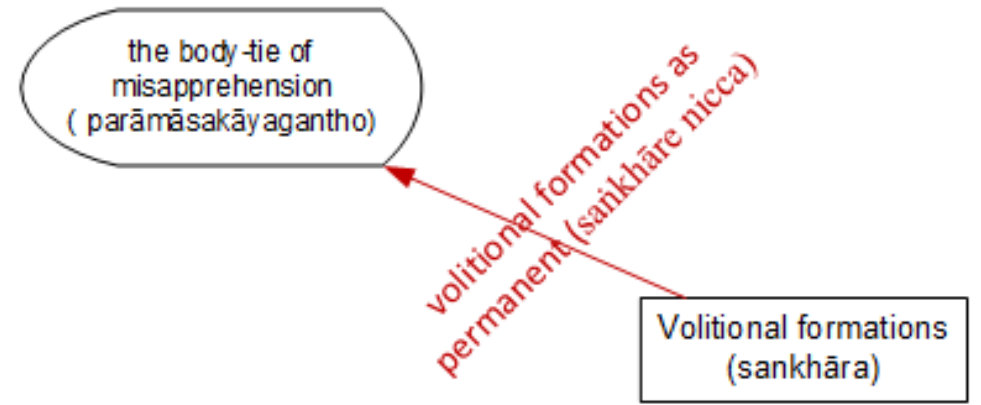 the body-tie of
misapprehension
( parāmāsakāyagantho)
volitional formations as
permanent (saṅkhāre nicca)
Volitional formations
(sankhāra)